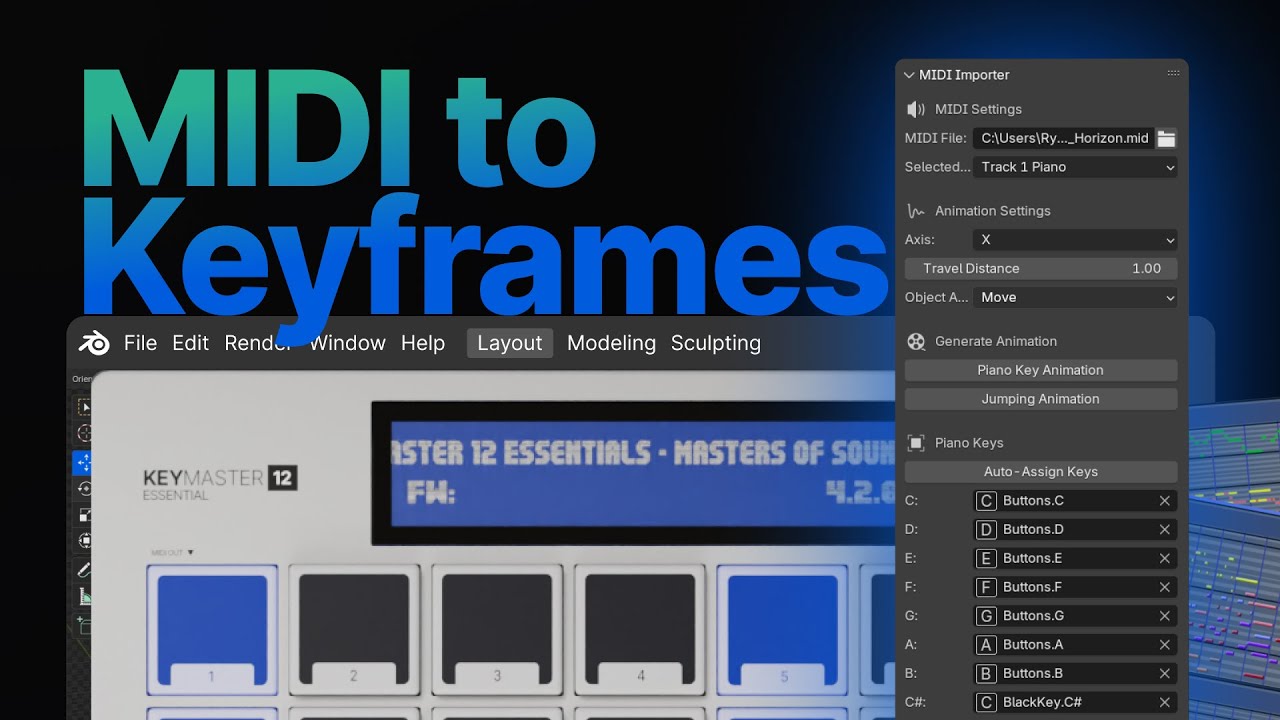 MIDI to
Keyframes
File Edit Render Window Help Layout Modeling Sculpting
KEYMASTER 12
ESSENTIAL
MASTER 12 ESSENTIALS - MASTERS OF SOUN
FW: 4.2.0
MIDI OUT ▼
1 2 3 4 5
MIDI Importer
MIDI Settings
MIDI File: C:\Users\Ry..._Horizon.mid
Selected... Track 1 Piano
Animation Settings
Axis: X
Travel Distance 1.00
Object A... Move
Generate Animation
Piano Key Animation
Jumping Animation
Piano Keys
Auto-Assign Keys
C: C Buttons.C
D: D Buttons.D
E: E Buttons.E
F: F Buttons.F
G: G Buttons.G
A: A Buttons.A
B: B Buttons.B
C#: C BlackKey.C#